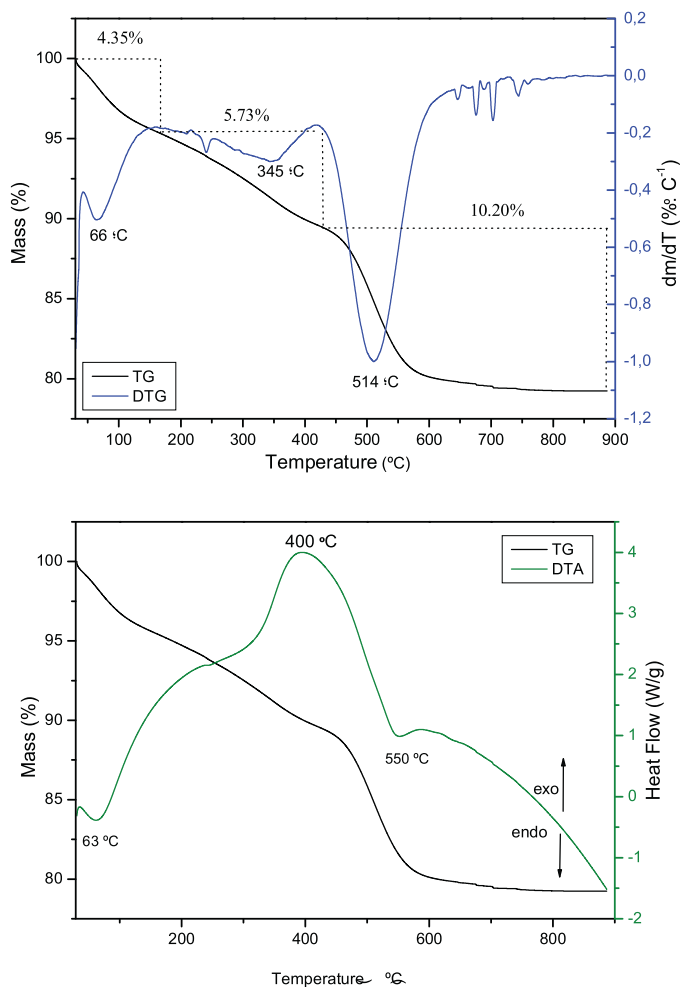 4.35%
5.73%
10.20%
345 °C
66 °C
514 °C
TG
DTG
100
95
90
85
80
Mass (%)
0,2
0,0
-0,2
-0,4
-0,6
-0,8
-1,0
-1,2
dm/dT (%. C⁻¹)
100 200 300 400 500 600 700 800 900
Temperature (ºC)
400 ºC
TG
DTA
63 ºC
550 ºC
exo
endo
100
95
90
85
80
Mass (%)
4
3
2
1
0
-1
-2
Heat Flow (W/g)
200 400 600 800
Temperature ºC